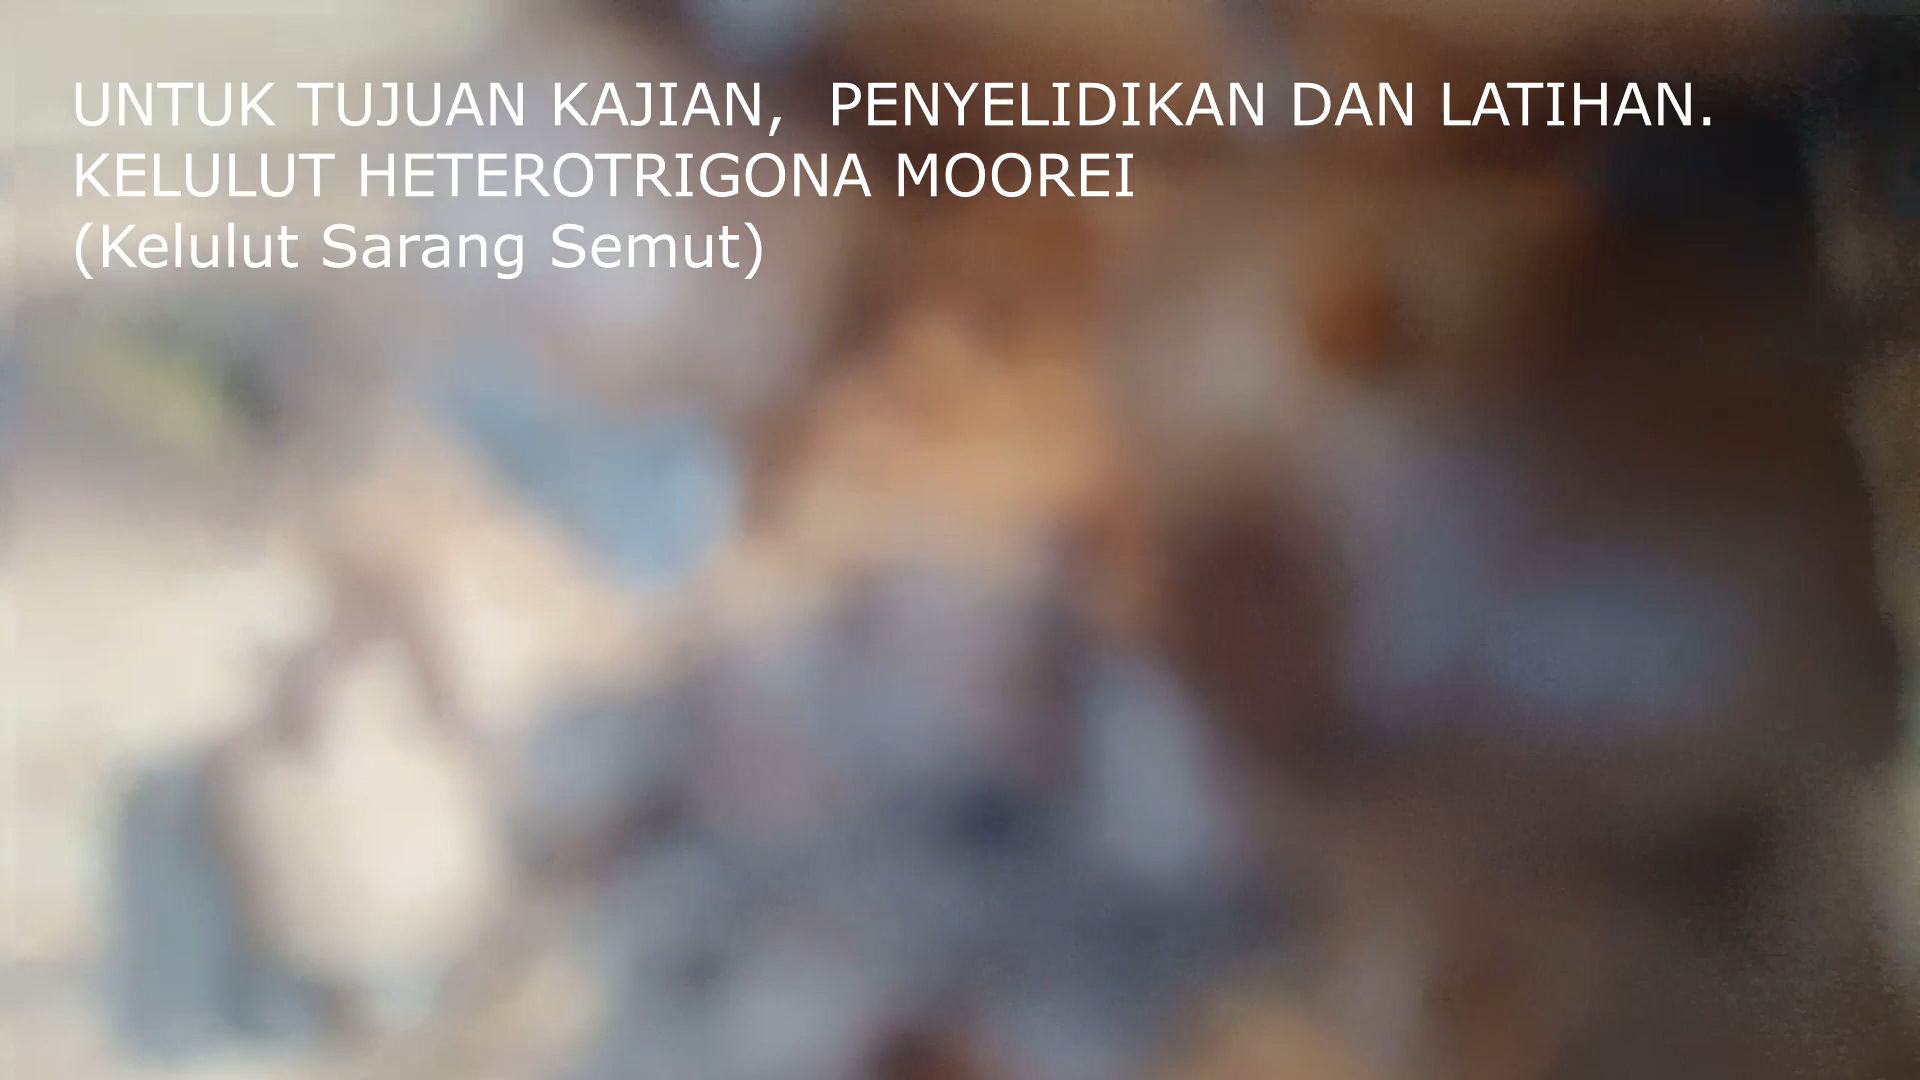 UNTUK TUJUAN KAJIAN,  PENYELIDIKAN DAN LATIHAN.
KELULUT HETEROTRIGONA MOOREI
(Kelulut Sarang Semut)